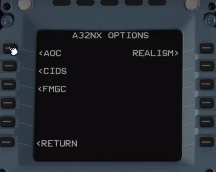 A32NX OPTIONS
<AOC REALISM>
<CIDS
<FMGC
<RETURN